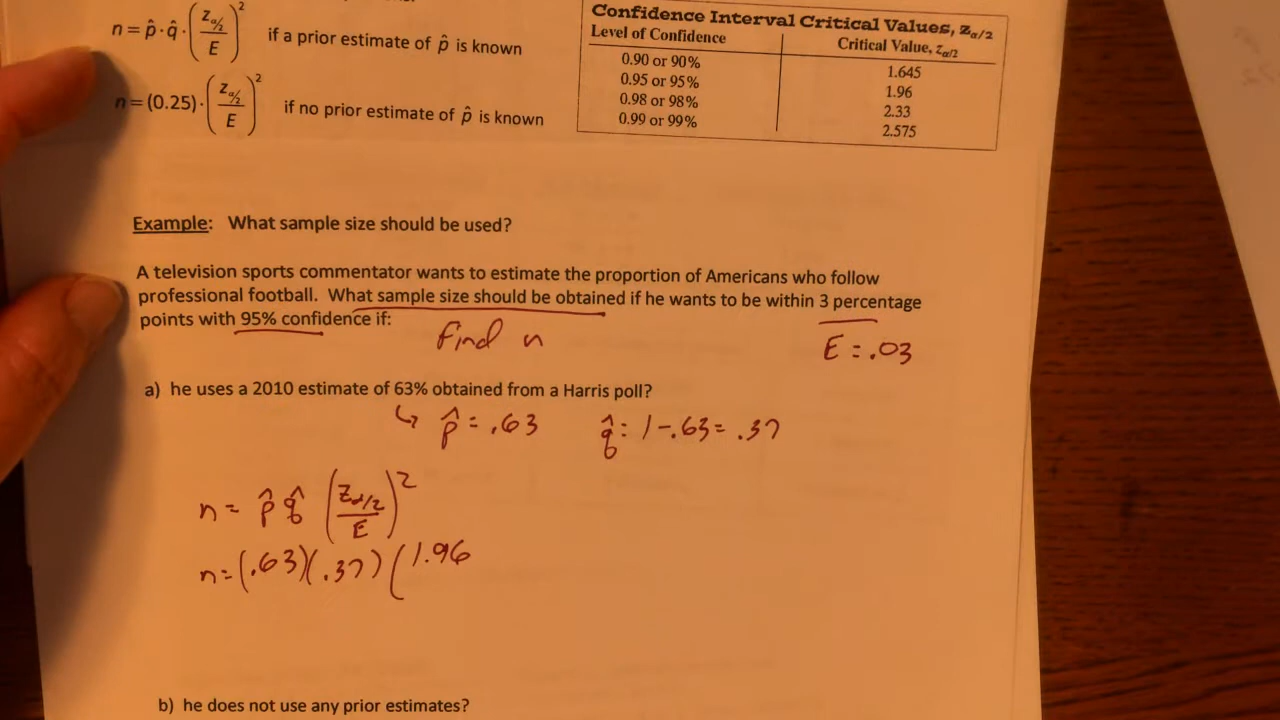 n = p̂ · q̂ · (zα/2 / E)² if a prior estimate of p̂ is known
n = (0.25) · (zα/2 / E)² if no prior estimate of p̂ is known
Confidence Interval Critical Values, zα/2
Level of Confidence Critical Value, zα/2
0.90 or 90% 1.645
0.95 or 95% 1.96
0.98 or 98% 2.33
0.99 or 99% 2.575
Example: What sample size should be used?
A television sports commentator wants to estimate the proportion of Americans who follow
professional football. What sample size should be obtained if he wants to be within 3 percentage
points with 95% confidence if:
find n
E = .03
a) he uses a 2010 estimate of 63% obtained from a Harris poll?
↳ p̂ = .63 q̂ = 1 - .63 = .37
n = p̂ q̂ (zα/2 / E)²
n = (.63)(.37)(1.96
b) he does not use any prior estimates?